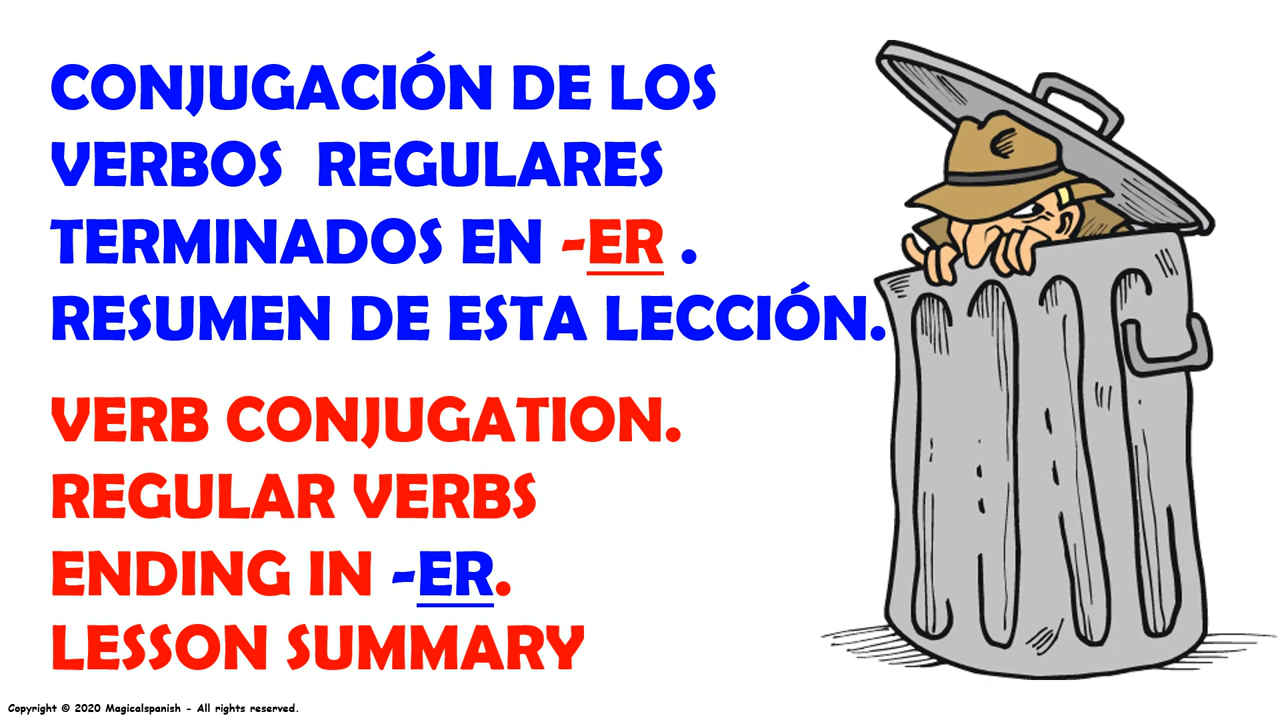 CONJUGACIÓN DE LOS
VERBOS REGULARES
TERMINADOS EN -ER .
RESUMEN DE ESTA LECCIÓN.
VERB CONJUGATION.
REGULAR VERBS
ENDING IN -ER.
LESSON SUMMARY
Copyright © 2020 Magicalspanish - All rights reserved.